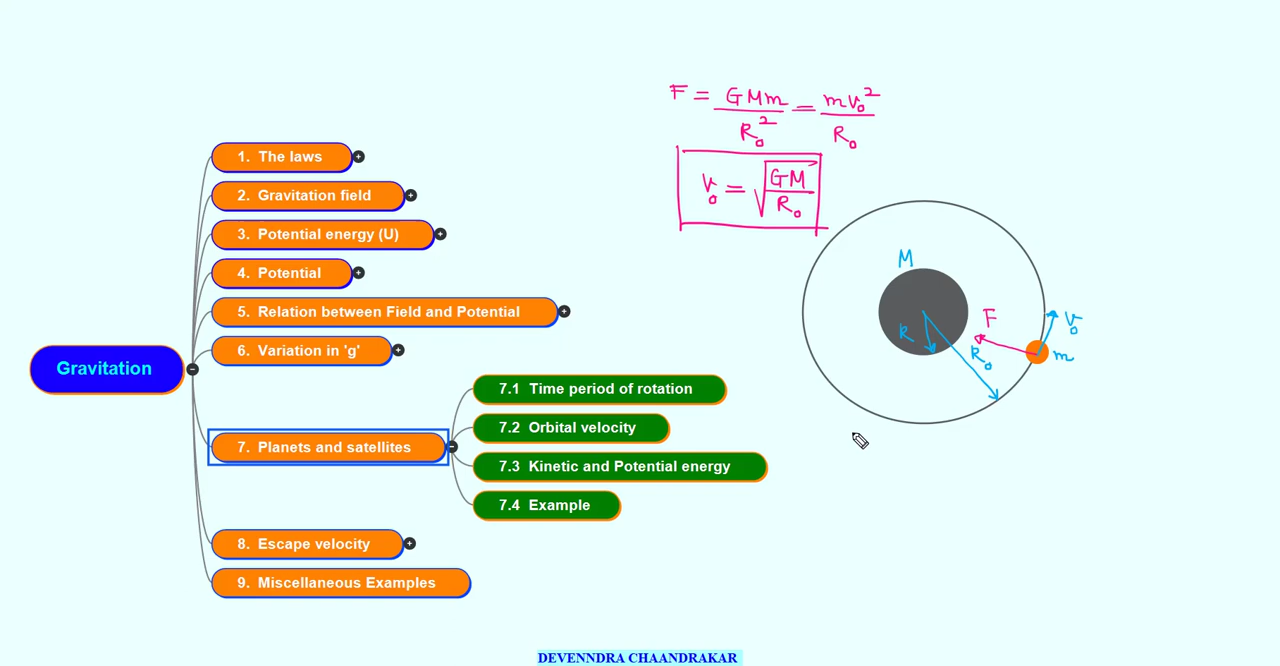 F = GMm/R₀² = mv₀²/R₀
v₀ = √(GM/R₀)
1. The laws
2. Gravitation field
3. Potential energy (U)
4. Potential
5. Relation between Field and Potential
6. Variation in 'g'
Gravitation
7. Planets and satellites
7.1 Time period of rotation
7.2 Orbital velocity
7.3 Kinetic and Potential energy
7.4 Example
8. Escape velocity
9. Miscellaneous Examples
M
R
R₀
F
v₀
m
DEVENNDRA CHAANDRAKAR